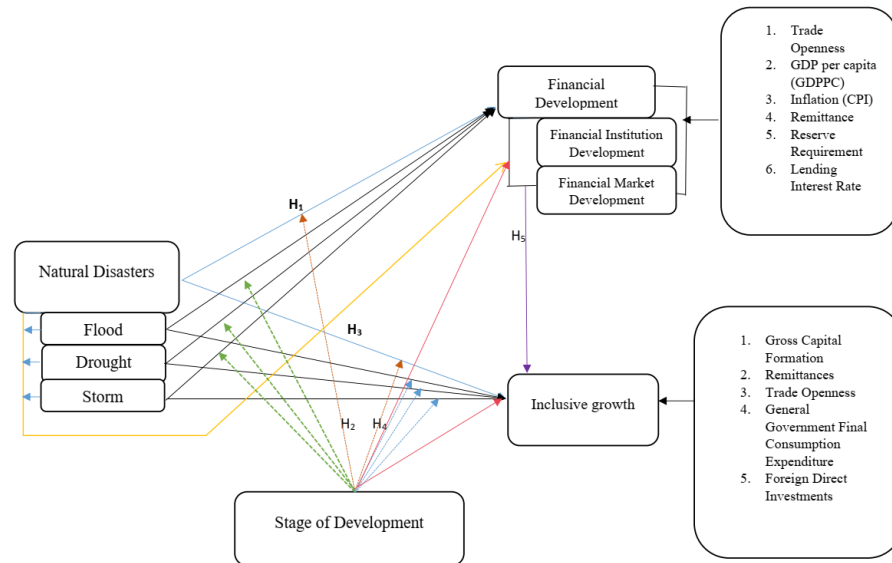 Financial
Development
Financial Institution
Development
Financial Market
Development
1. Trade
Openness
2. GDP per capita
(GDPPC)
3. Inflation (CPI)
4. Remittance
5. Reserve
Requirement
6. Lending
Interest Rate
H1
H5
Natural Disasters
Flood
Drought
Storm
H3
H2
H4
Inclusive growth
1. Gross Capital
Formation
2. Remittances
3. Trade Openness
4. General
Government Final
Consumption
Expenditure
5. Foreign Direct
Investments
Stage of Development